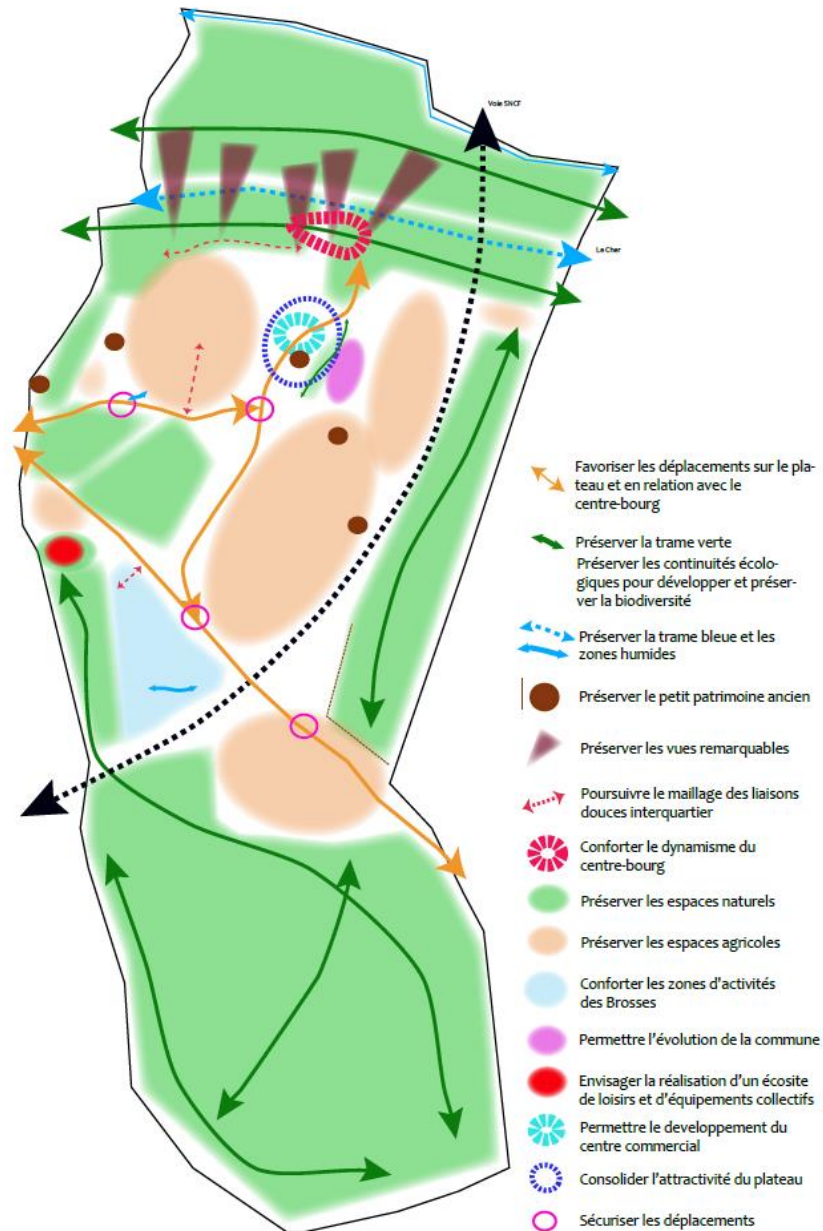 Voie SNCF
Le Cher
Favoriser les déplacements sur le pla-
teau et en relation avec le
centre-bourg
Préserver la trame verte
Préserver les continuités écolo-
giques pour développer et préser-
ver la biodiversité
Préserver la trame bleue et les
zones humides
Préserver le petit patrimoine ancien
Préserver les vues remarquables
Poursuivre le maillage des liaisons
douces interquartier
Conforter le dynamisme du
centre-bourg
Préserver les espaces naturels
Préserver les espaces agricoles
Conforter les zones d'activités
des Brosses
Permettre l'évolution de la commune
Envisager la réalisation d'un écosite
de loisirs et d'équipements collectifs
Permettre le developpement du
centre commercial
Consolider l'attractivité du plateau
Sécuriser les déplacements